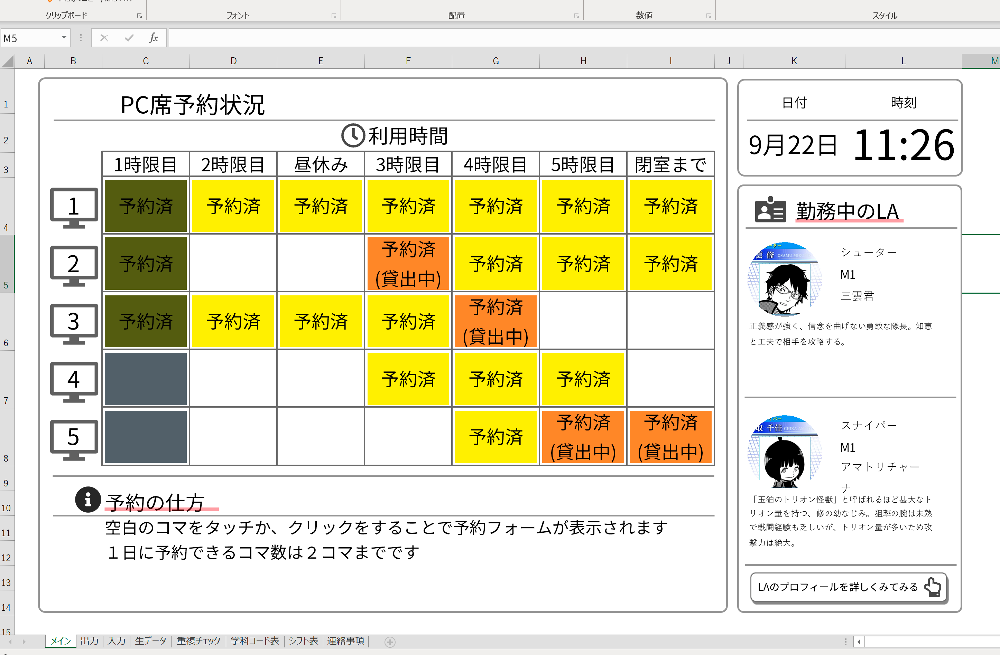 クリップボード フォント 配置 数値 スタイル
M5 fx
A B C D E F G H I J K L M
1 2 3 4 5 6 7 8 9 10 11 12 13 14 15
PC席予約状況
利用時間
1時限目 2時限目 昼休み 3時限目 4時限目 5時限目 閉室まで
1 予約済 予約済 予約済 予約済 予約済 予約済 予約済
2 予約済 予約済 予約済 予約済 予約済
(貸出中)
3 予約済 予約済 予約済 予約済 予約済
(貸出中)
4 予約済 予約済 予約済
5 予約済 予約済 予約済
(貸出中) (貸出中)
予約の仕方
空白のコマをタッチか、クリックをすることで予約フォームが表示されます
１日に予約できるコマ数は２コマまでです
日付 時刻
9月22日 11:26
勤務中のLA
雲 修 OSAMU
シューター
M1
三雲君
正義感が強く、信念を曲げない勇敢な隊長。知恵
と工夫で相手を攻略する。
取 千佳 CHIKA
スナイパー
M1
アマトリチャー
ナ
「玉狛のトリオン怪獣」と呼ばれるほど甚大なト
リオン量を持つ、修の幼なじみ。狙撃の腕は未熟
で戦闘経験も乏しいが、トリオン量が多いため攻
撃力は絶大。
LAのプロフィールを詳しくみてみる
メイン 出力 入力 生データ 重複チェック 学科コード表 シフト表 連絡事項